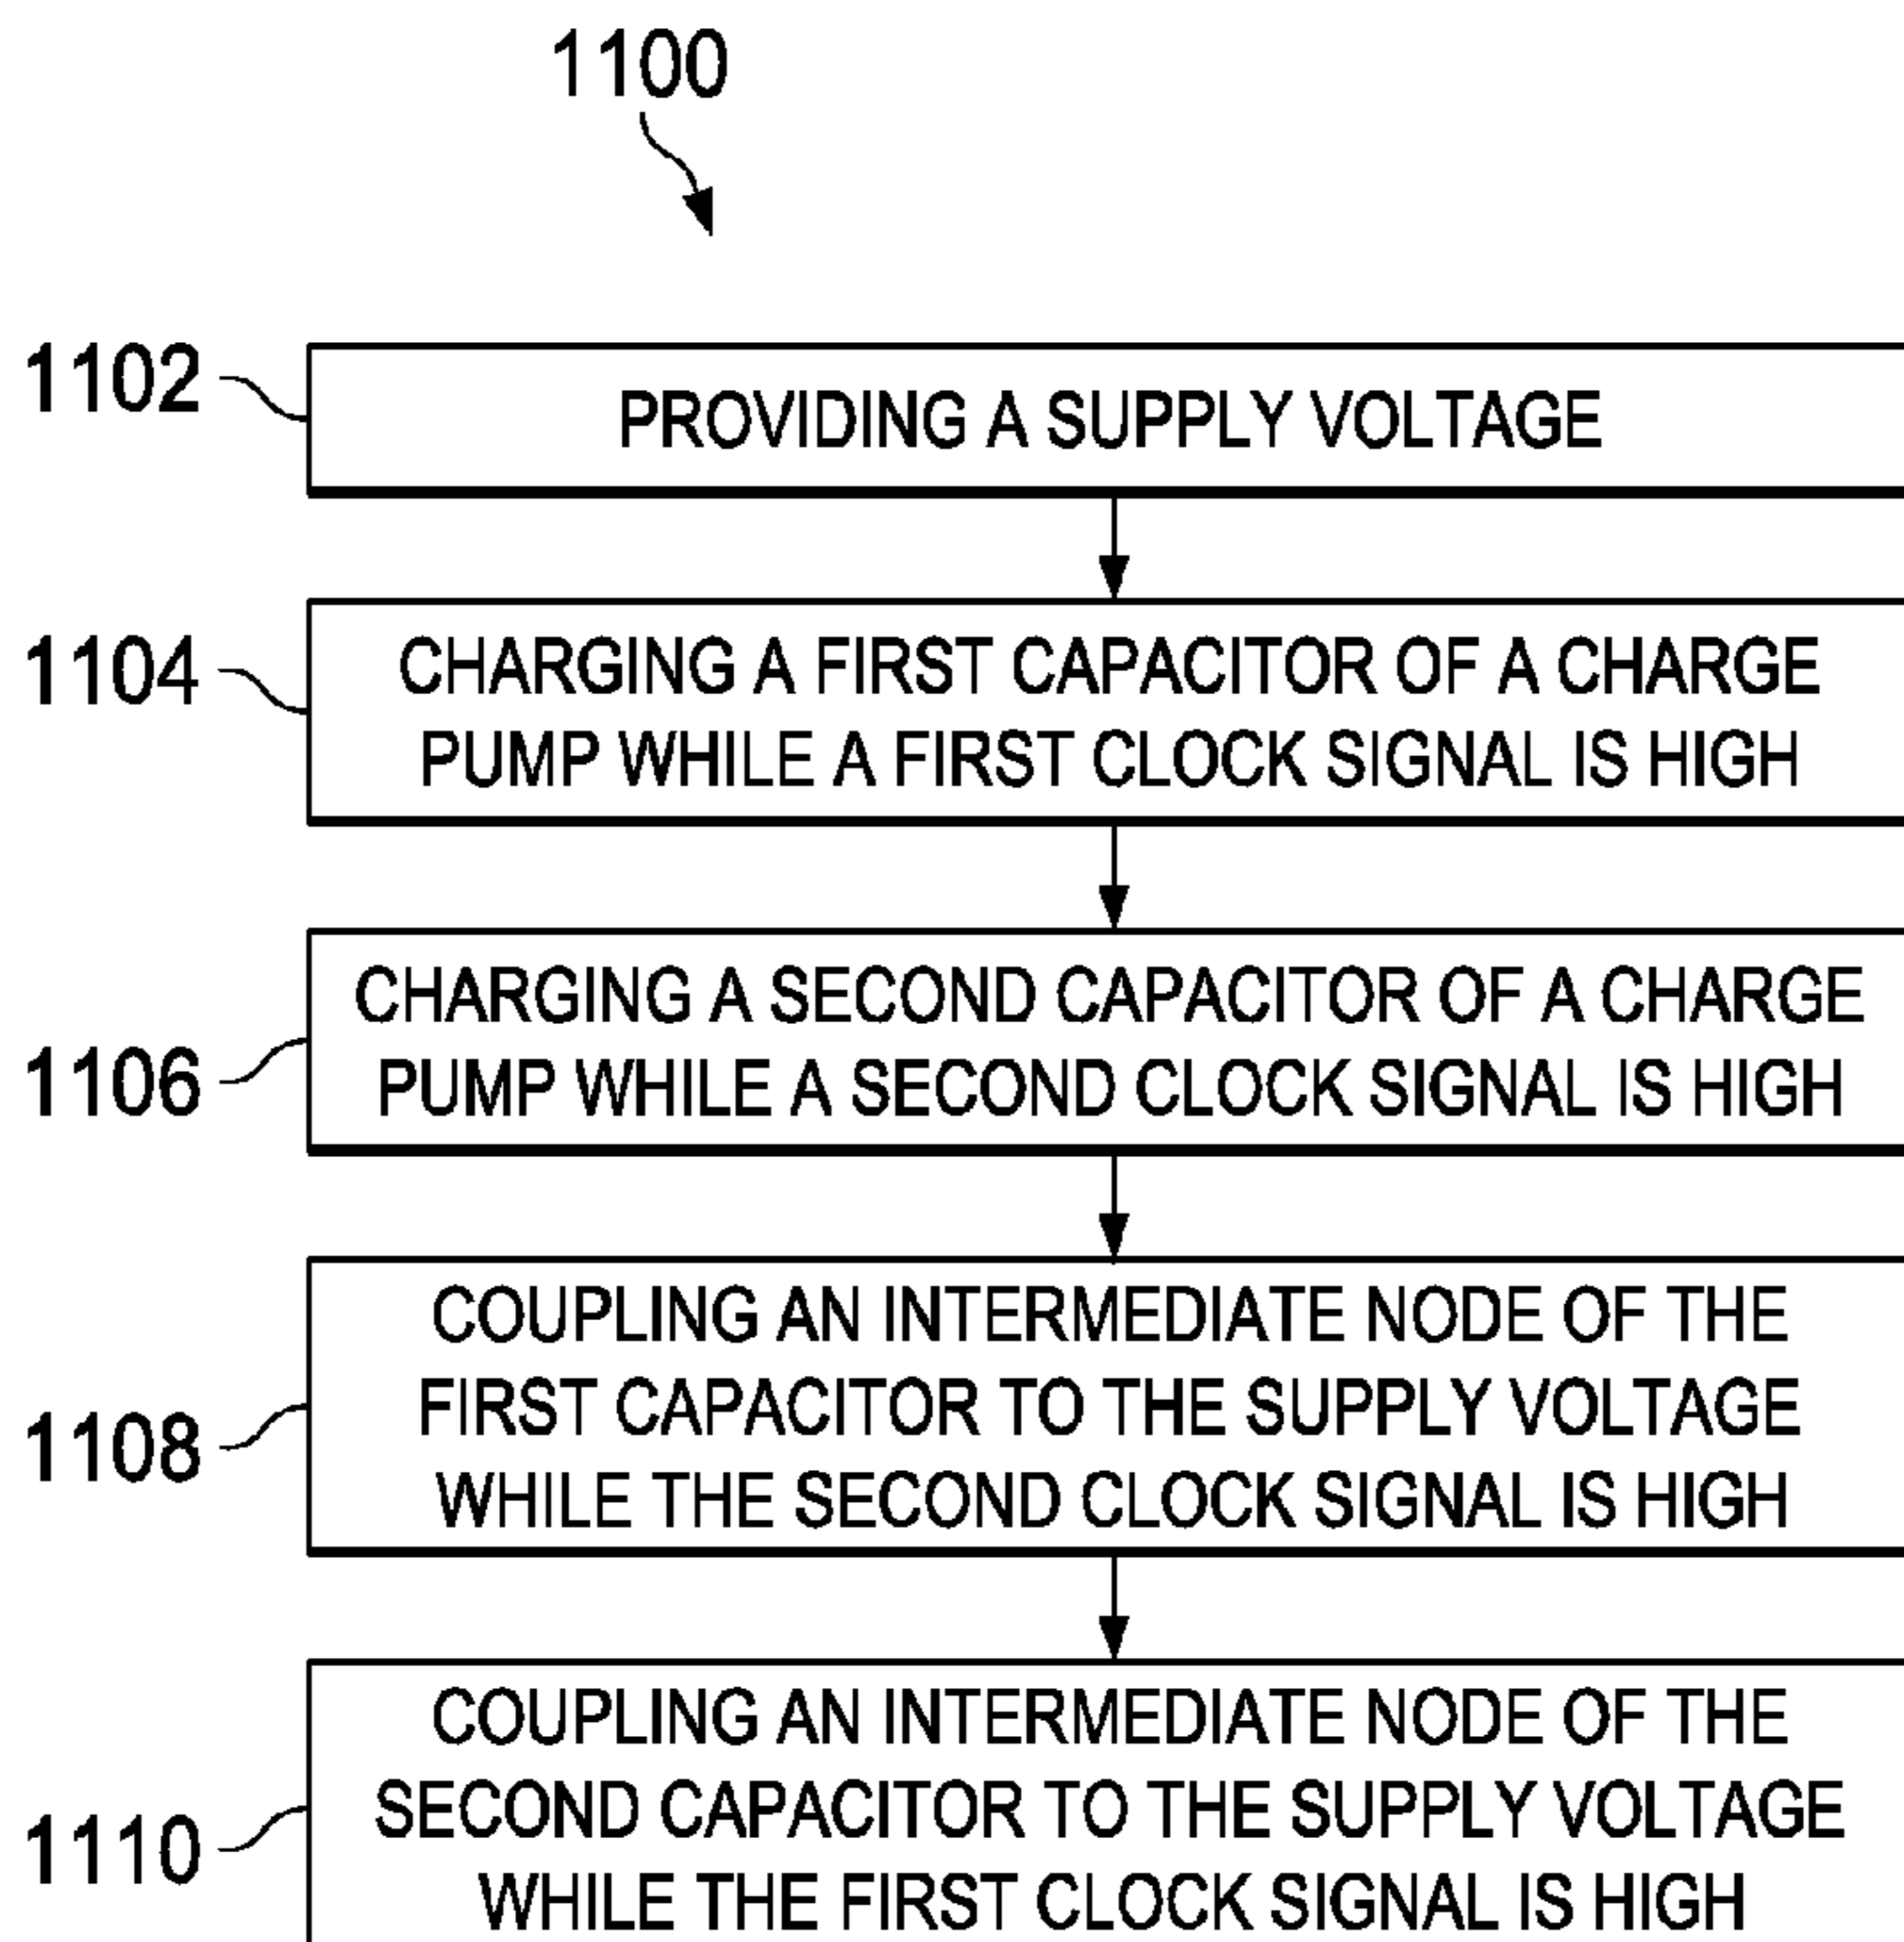 1100
1102
PROVIDING A SUPPLY VOLTAGE
1104
CHARGING A FIRST CAPACITOR OF A CHARGE
PUMP WHILE A FIRST CLOCK SIGNAL IS HIGH
1106
CHARGING A SECOND CAPACITOR OF A CHARGE
PUMP WHILE A SECOND CLOCK SIGNAL IS HIGH
1108
COUPLING AN INTERMEDIATE NODE OF THE
FIRST CAPACITOR TO THE SUPPLY VOLTAGE
WHILE THE SECOND CLOCK SIGNAL IS HIGH
1110
COUPLING AN INTERMEDIATE NODE OF THE
SECOND CAPACITOR TO THE SUPPLY VOLTAGE
WHILE THE FIRST CLOCK SIGNAL IS HIGH